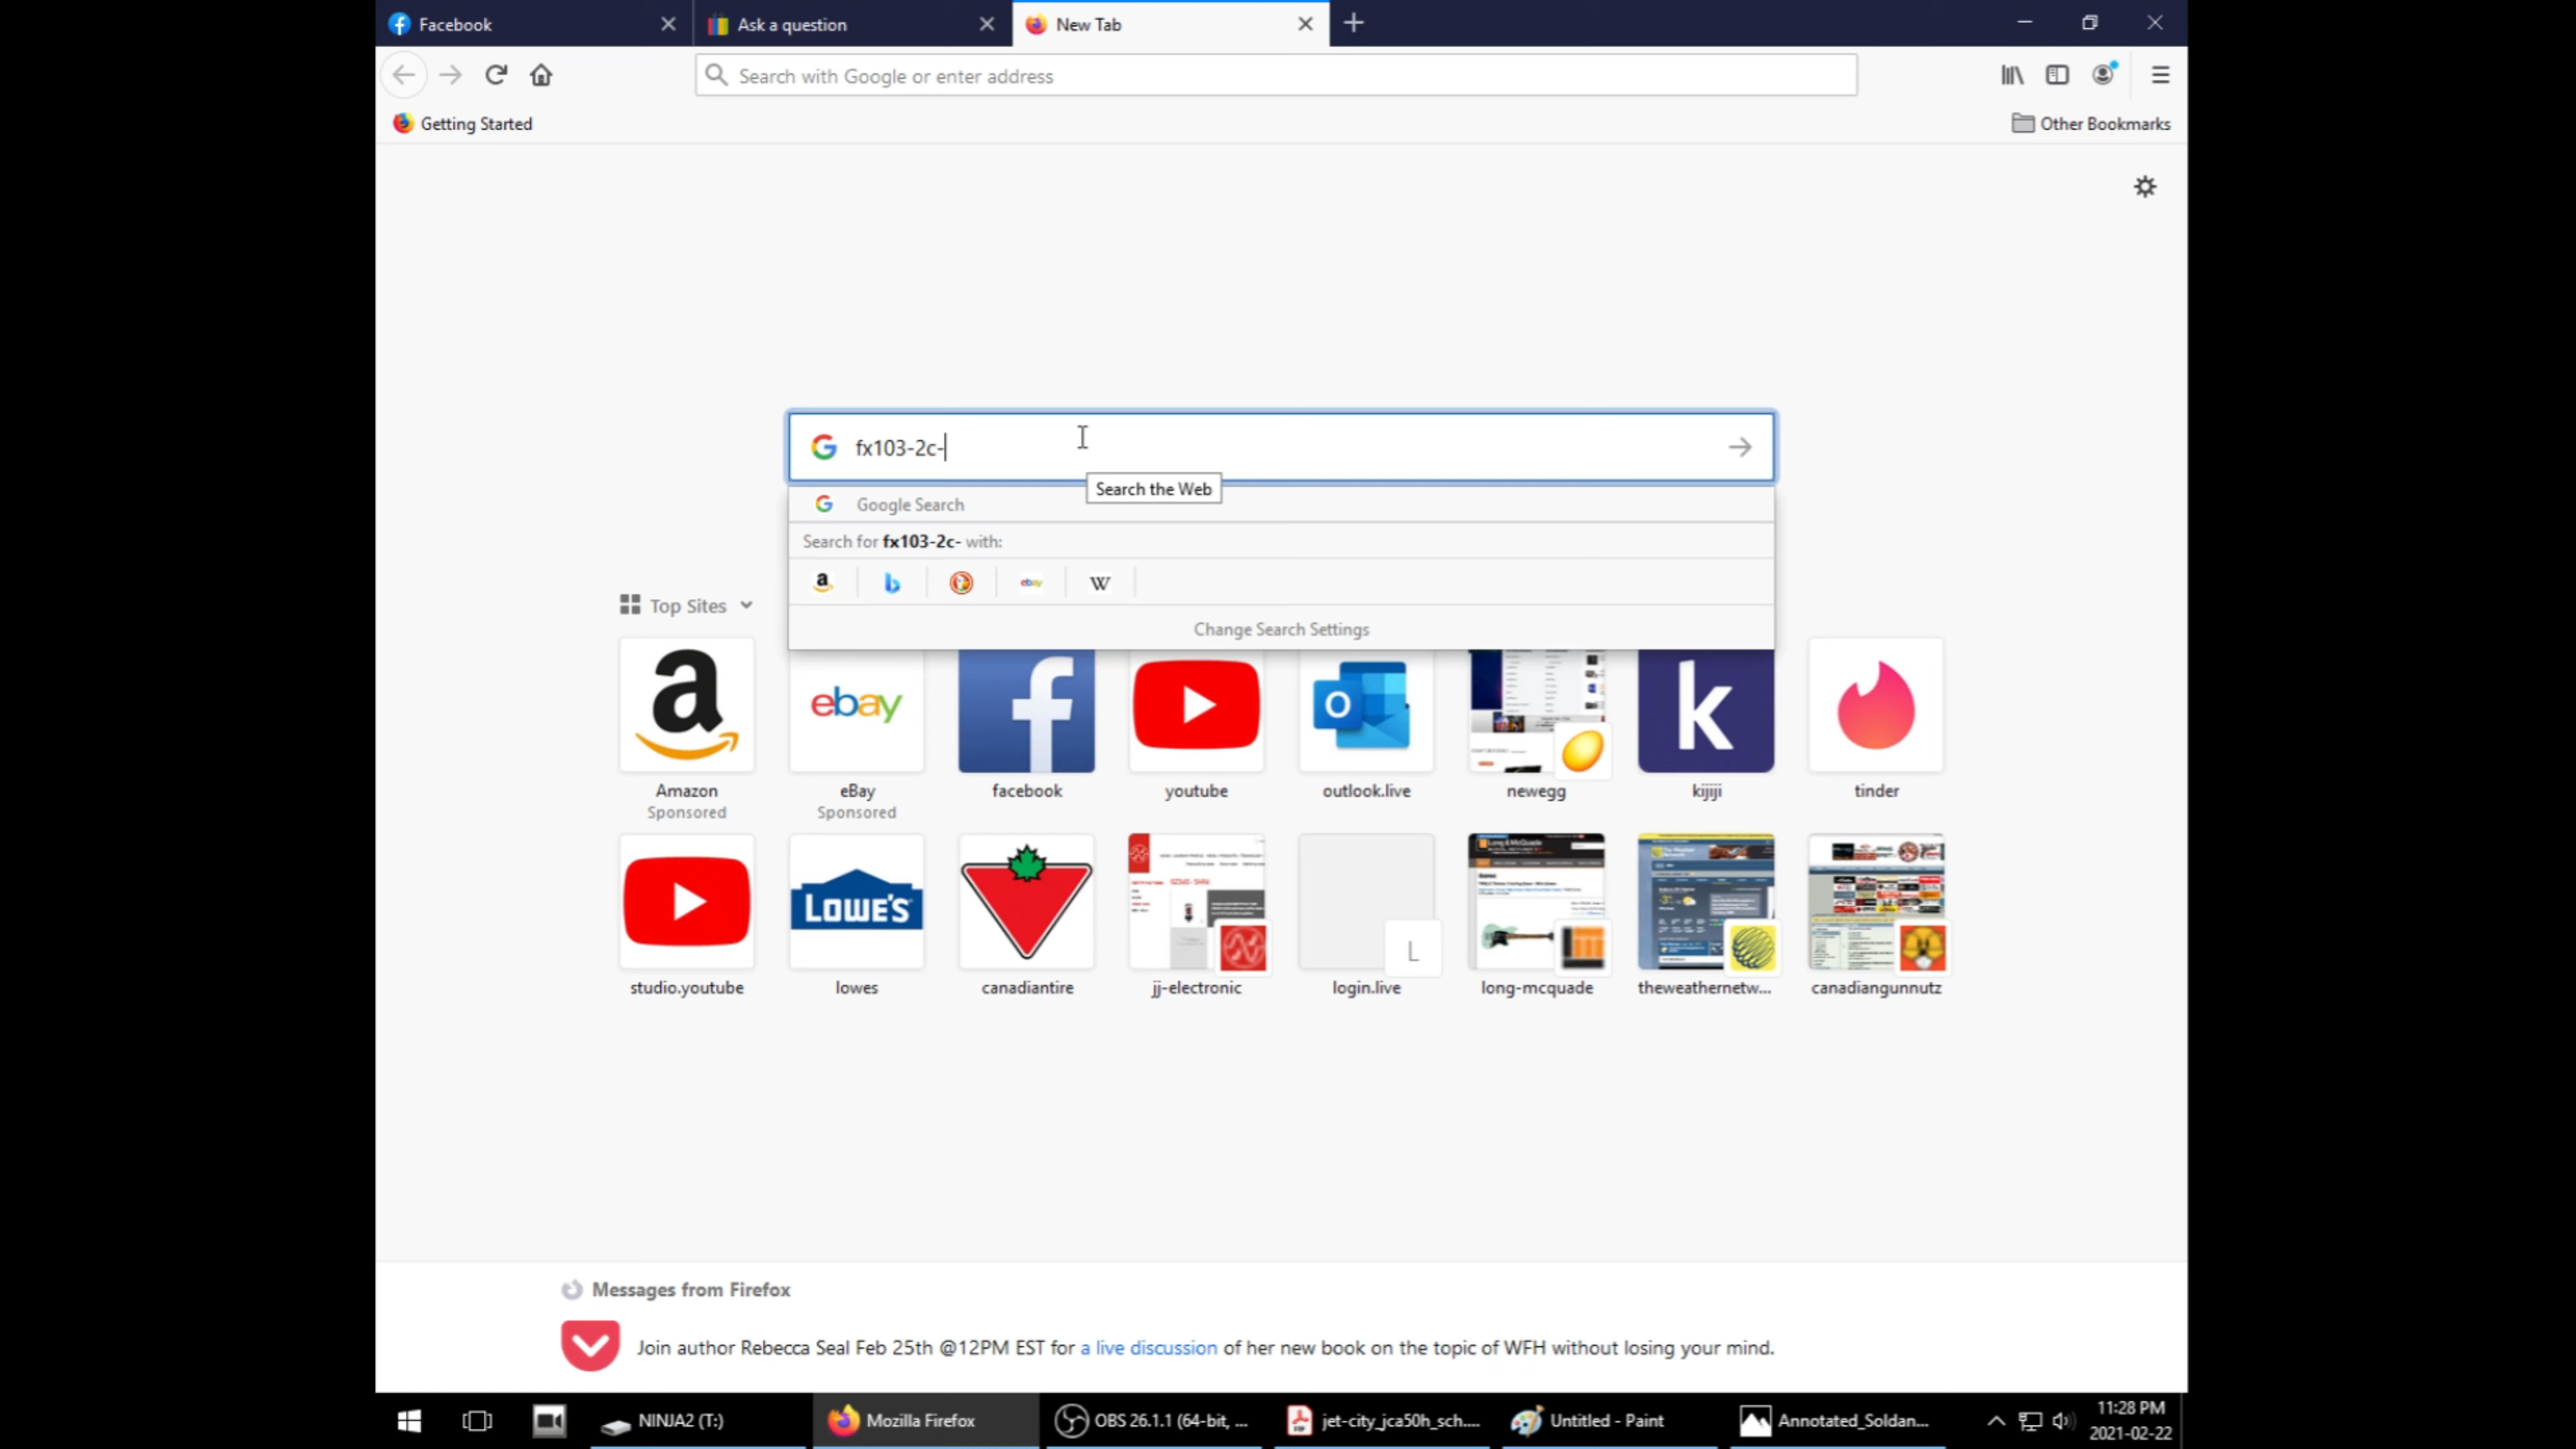 Facebook
Ask a question
New Tab
Search with Google or enter address
Getting Started
Other Bookmarks
fx103-2c-
Search the Web
Google Search
Search for fx103-2c- with:
a
b
ebay
W
Change Search Settings
Top Sites
a
ebay
f
O
k
Amazon
Sponsored
eBay
Sponsored
facebook
youtube
outlook.live
newegg
kijiji
tinder
LOWE'S
L
Long & McQuade
studio.youtube
lowes
canadiantire
jj-electronic
login.live
long-mcquade
theweathernetw...
canadiangunnutz
Messages from Firefox
Join author Rebecca Seal Feb 25th @12PM EST for a live discussion of her new book on the topic of WFH without losing your mind.
NINJA2 (T:)
Mozilla Firefox
OBS 26.1.1 (64-bit, ...
jet-city_jca50h_sch....
Untitled - Paint
Annotated_Soldan...
11:28 PM
2021-02-22